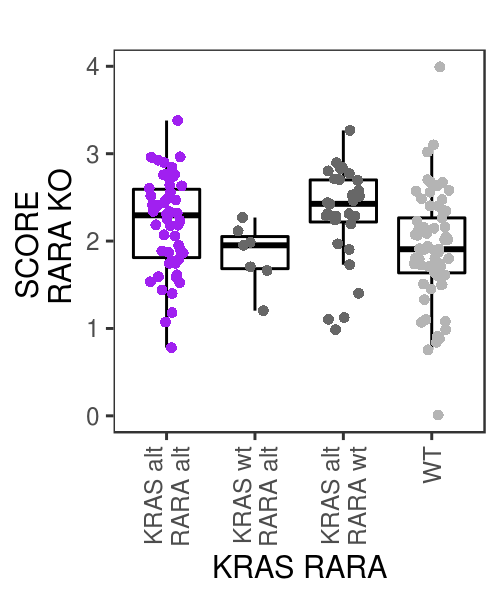 SCORE
RARA KO
4
3
2
1
0
KRAS alt
RARA alt
KRAS wt
RARA alt
KRAS alt
RARA wt
WT
KRAS RARA